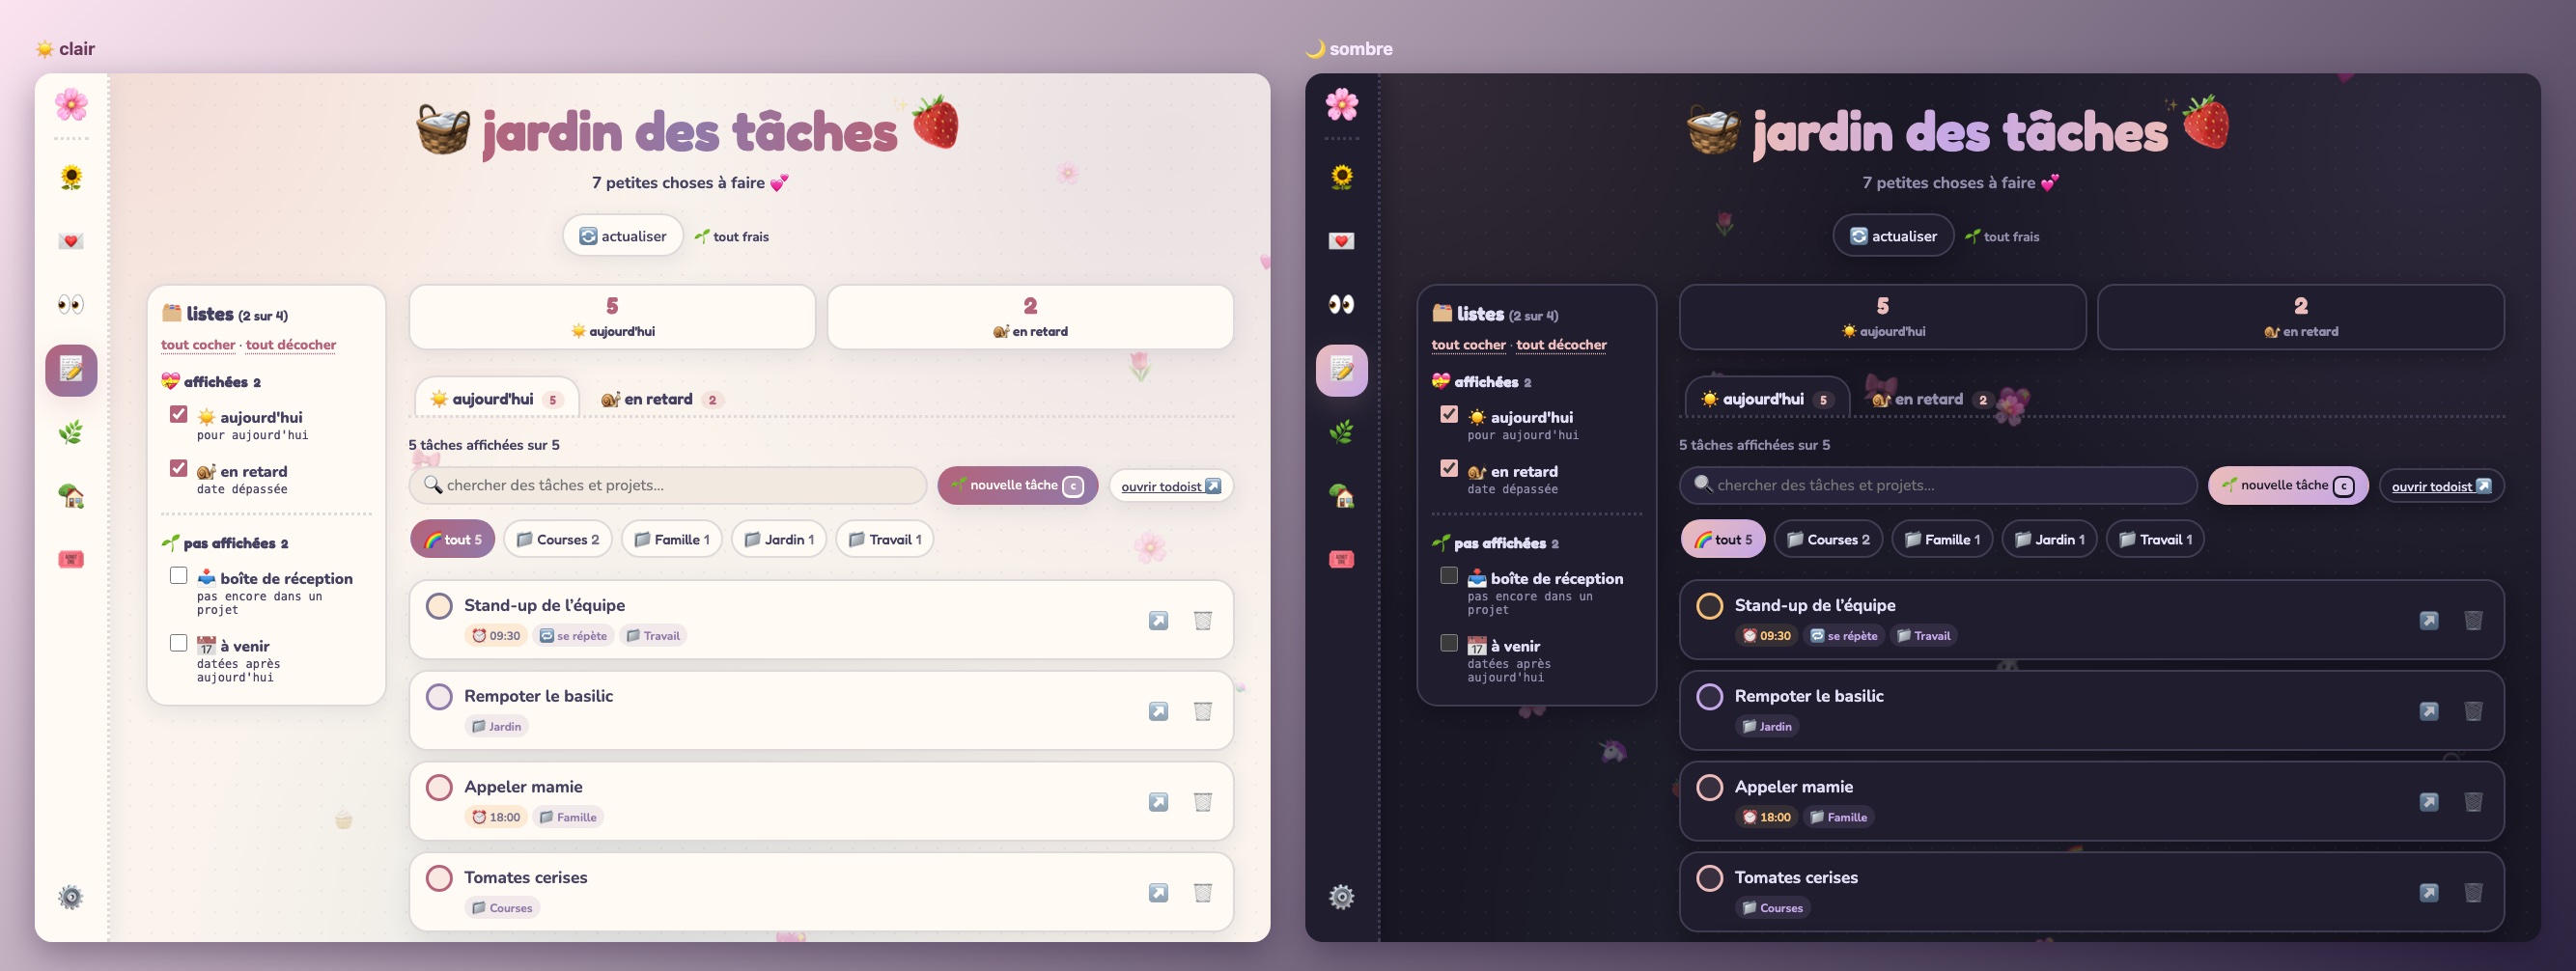 clair
jardin des tâches
7 petites choses à faire
actualiser
tout frais
listes (2 sur 4)
tout cocher · tout décocher
affichées 2
aujourd'hui
pour aujourd'hui
en retard
date dépassée
pas affichées 2
boîte de réception
pas encore dans un
projet
à venir
datées après
aujourd'hui
5
aujourd'hui
2
en retard
aujourd'hui 5
en retard 2
5 tâches affichées sur 5
chercher des tâches et projets...
nouvelle tâche c
ouvrir todoist
tout 5
Courses 2
Famille 1
Jardin 1
Travail 1
Stand-up de l’équipe
09:30
se répète
Travail
Rempoter le basilic
Jardin
Appeler mamie
18:00
Famille
Tomates cerises
Courses
sombre
jardin des tâches
7 petites choses à faire
actualiser
tout frais
listes (2 sur 4)
tout cocher · tout décocher
affichées 2
aujourd'hui
pour aujourd'hui
en retard
date dépassée
pas affichées 2
boîte de réception
pas encore dans un
projet
à venir
datées après
aujourd'hui
5
aujourd'hui
2
en retard
aujourd'hui 5
en retard 2
5 tâches affichées sur 5
chercher des tâches et projets...
nouvelle tâche c
ouvrir todoist
tout 5
Courses 2
Famille 1
Jardin 1
Travail 1
Stand-up de l’équipe
09:30
se répète
Travail
Rempoter le basilic
Jardin
Appeler mamie
18:00
Famille
Tomates cerises
Courses